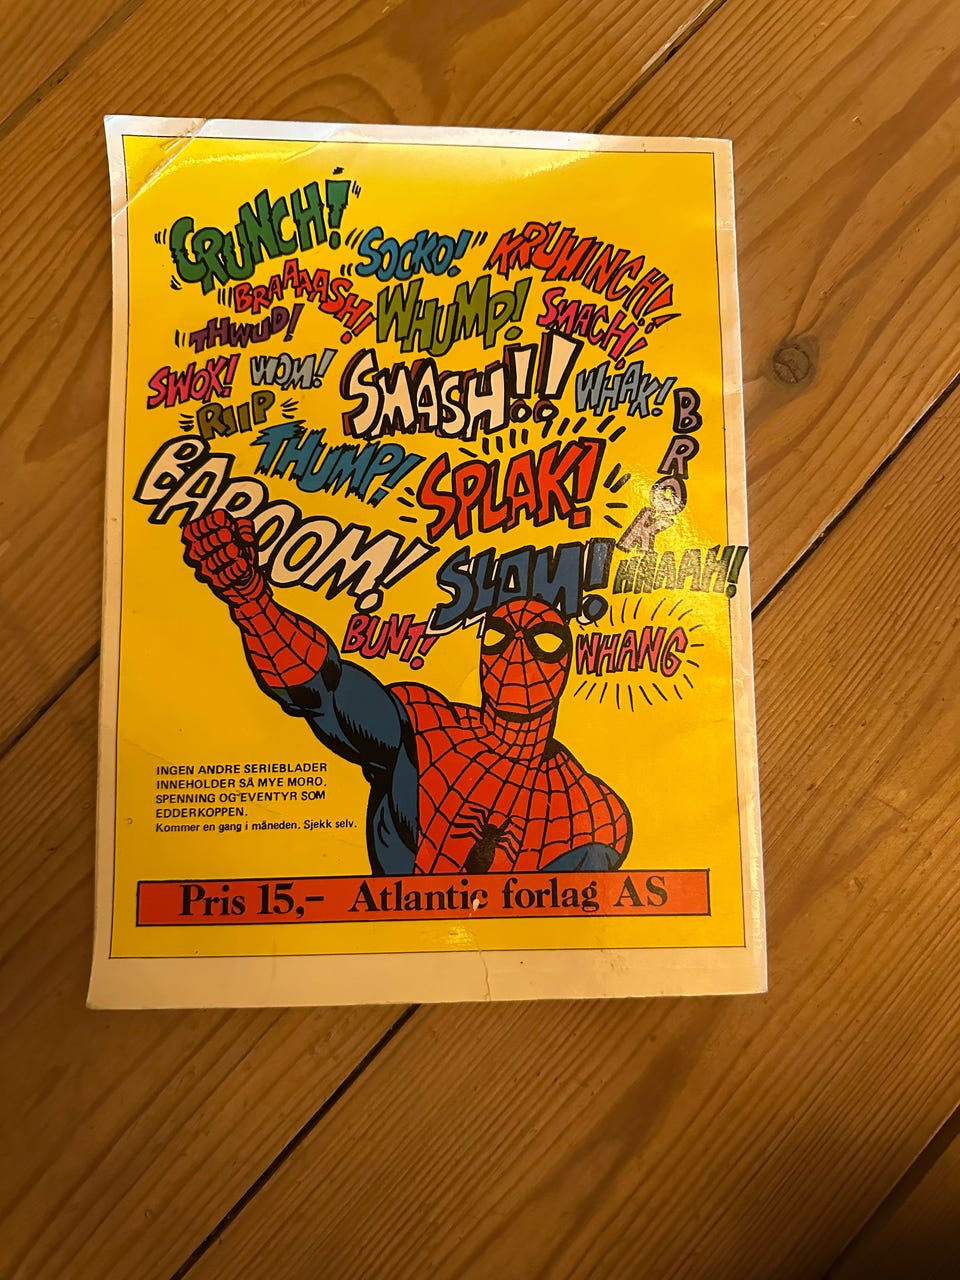 "CRUNCH!"
"SOCKO!"
KRUHINCH!
BRAAAASH!
WHUMP!
SMACH!
"THWUD!
SWOK!
WOM!
SMASH!!
WHAK!
BROK
RIIP
THUMP!
SPLAK!
BAROOM!
SLAM!
BUNT!
WHANG
INGEN ANDRE SERIEBLADER
INNEHOLDER SÅ MYE MORO,
SPENNING OG EVENTYR SOM
EDDERKOPPEN.
Kommer en gang i måneden. Sjekk selv.
Pris 15,– Atlantic forlag AS